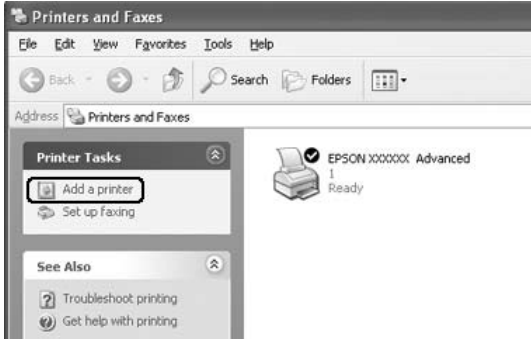 Printers and Faxes
File Edit View Favorites Tools Help
Back Search Folders
Address Printers and Faxes
Printer Tasks
Add a printer
Set up faxing
See Also
Troubleshoot printing
Get help with printing
EPSON XXXXXX Advanced
1
Ready